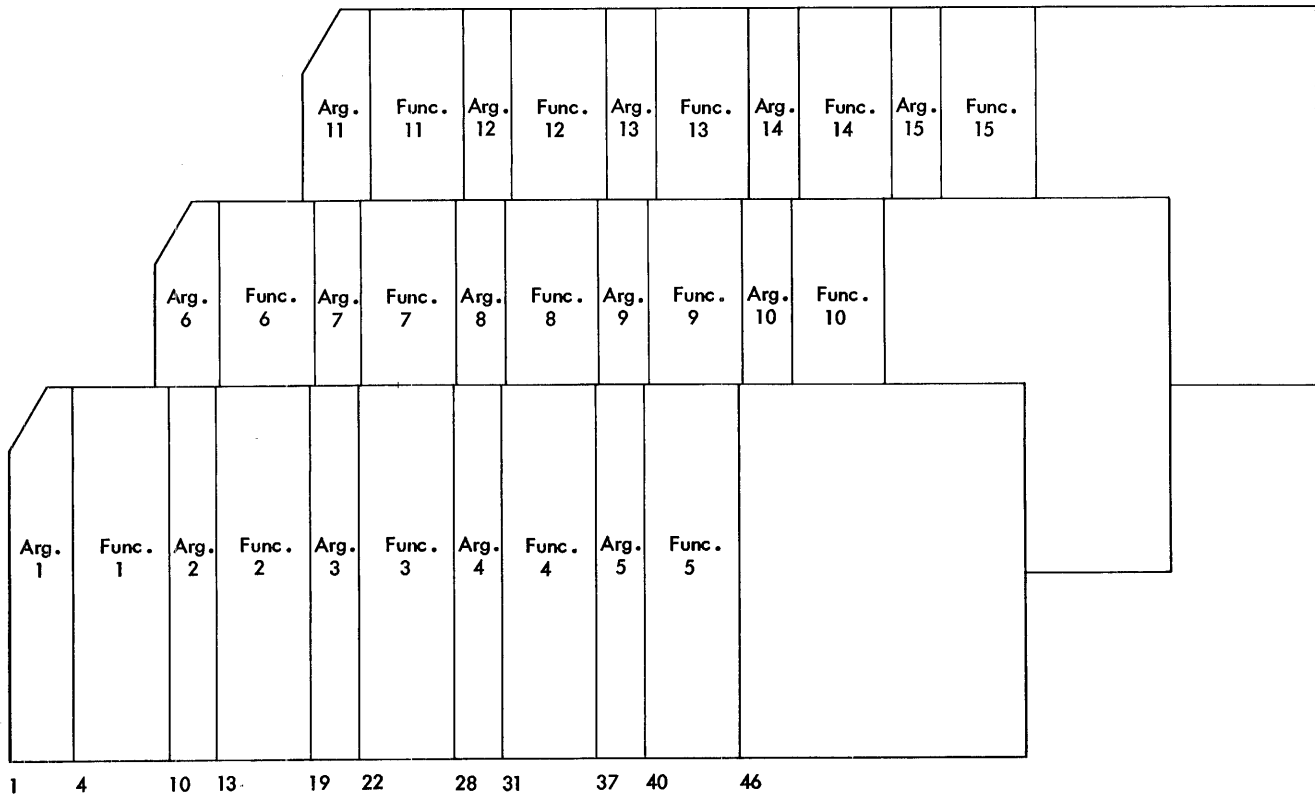 Arg. Func. Arg. Func. Arg. Func. Arg. Func. Arg. Func.
11 11 12 12 13 13 14 14 15 15
Arg. Func. Arg. Func. Arg. Func. Arg. Func. Arg. Func.
6 6 7 7 8 8 9 9 10 10
Arg. Func. Arg. Func. Arg. Func. Arg. Func. Arg. Func.
1 1 2 2 3 3 4 4 5 5
1 4 10 13 19 22 28 31 37 40 46